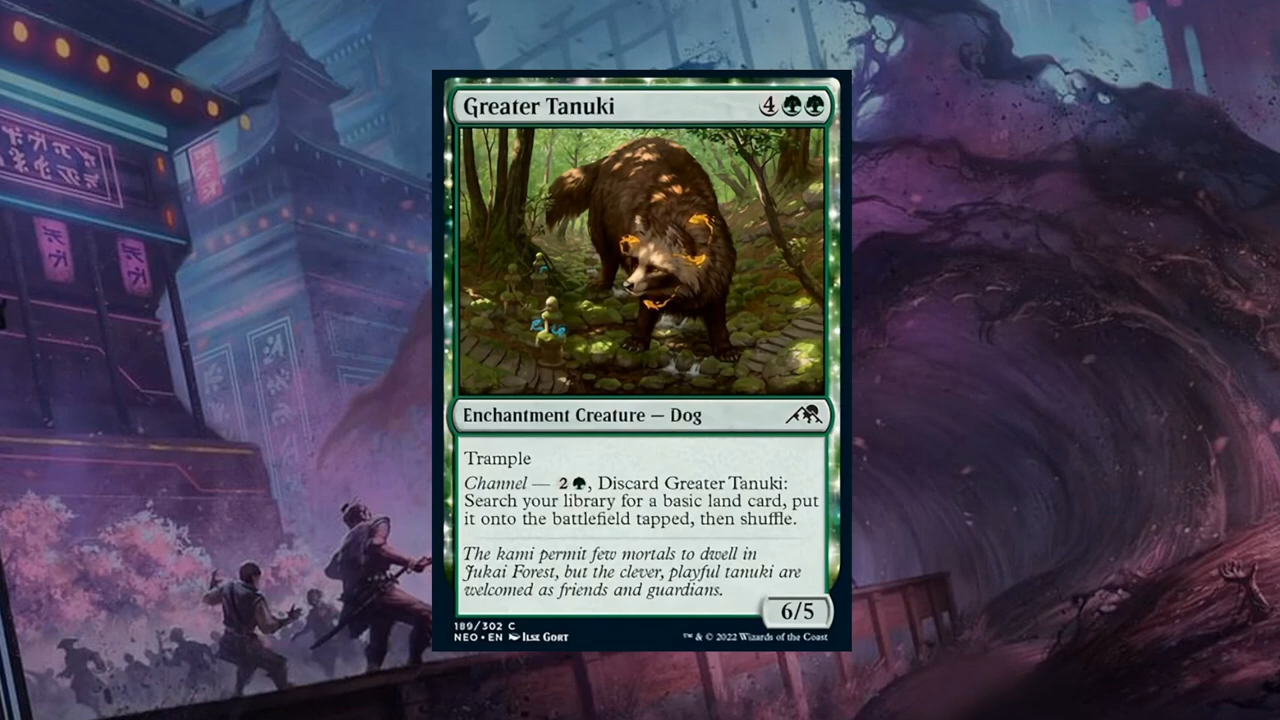 Greater Tanuki 4
Enchantment Creature — Dog
Trample
Channel — 2, Discard Greater Tanuki:
Search your library for a basic land card, put
it onto the battlefield tapped, then shuffle.
The kami permit few mortals to dwell in
Jukai Forest, but the clever, playful tanuki are
welcomed as friends and guardians.
6/5
189/302 C
NEO • EN Ilse Gort
™ & © 2022 Wizards of the Coast